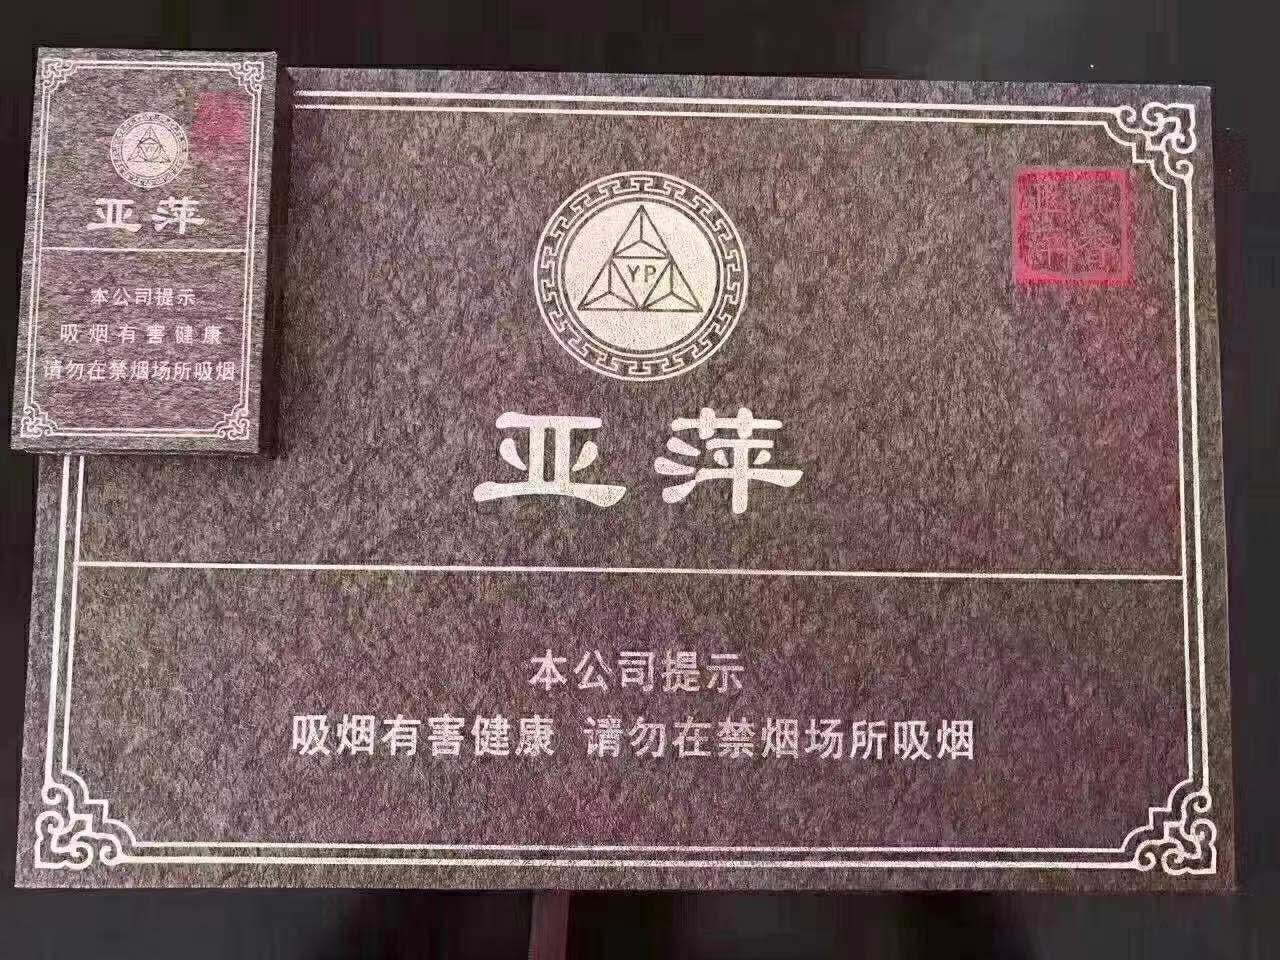 亚萍
本公司提示
吸烟有害健康
请勿在禁烟场所吸烟
YP
亚萍
本公司提示
吸烟有害健康 请勿在禁烟场所吸烟